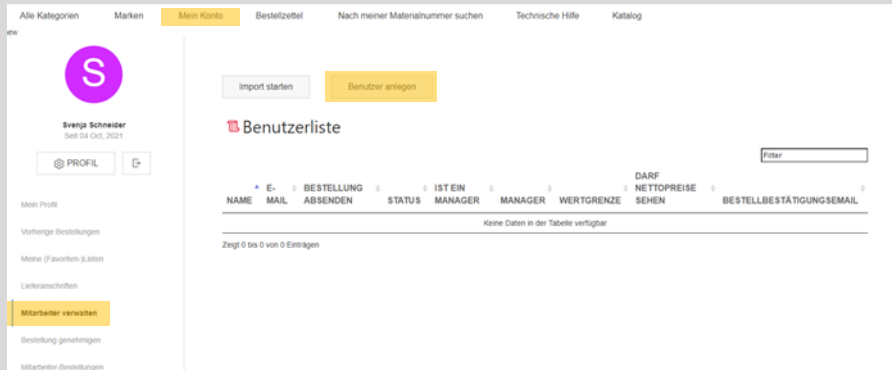 Alle Kategorien Marken Mein Konto Bestellzettel Nach meiner Materialnummer suchen Technische Hilfe Katalog
ew
S
Svenja Schneider
Seit 04 Oct, 2021
PROFIL
Mein Profil
Vorherige Bestellungen
Meine (Favoriten-)Listen
Lieferanschriften
Mitarbeiter verwalten
Bestellung genehmigen
Mitarbeiter-Bestellungen
Import starten Benutzer anlegen
Benutzerliste
Filter
NAME E-MAIL BESTELLUNG ABSENDEN STATUS IST EIN MANAGER MANAGER WERTGRENZE DARF NETTOPREISE SEHEN BESTELLBESTÄTIGUNGSEMAIL
Keine Daten in der Tabelle verfügbar
Zeigt 0 bis 0 von 0 Einträgen